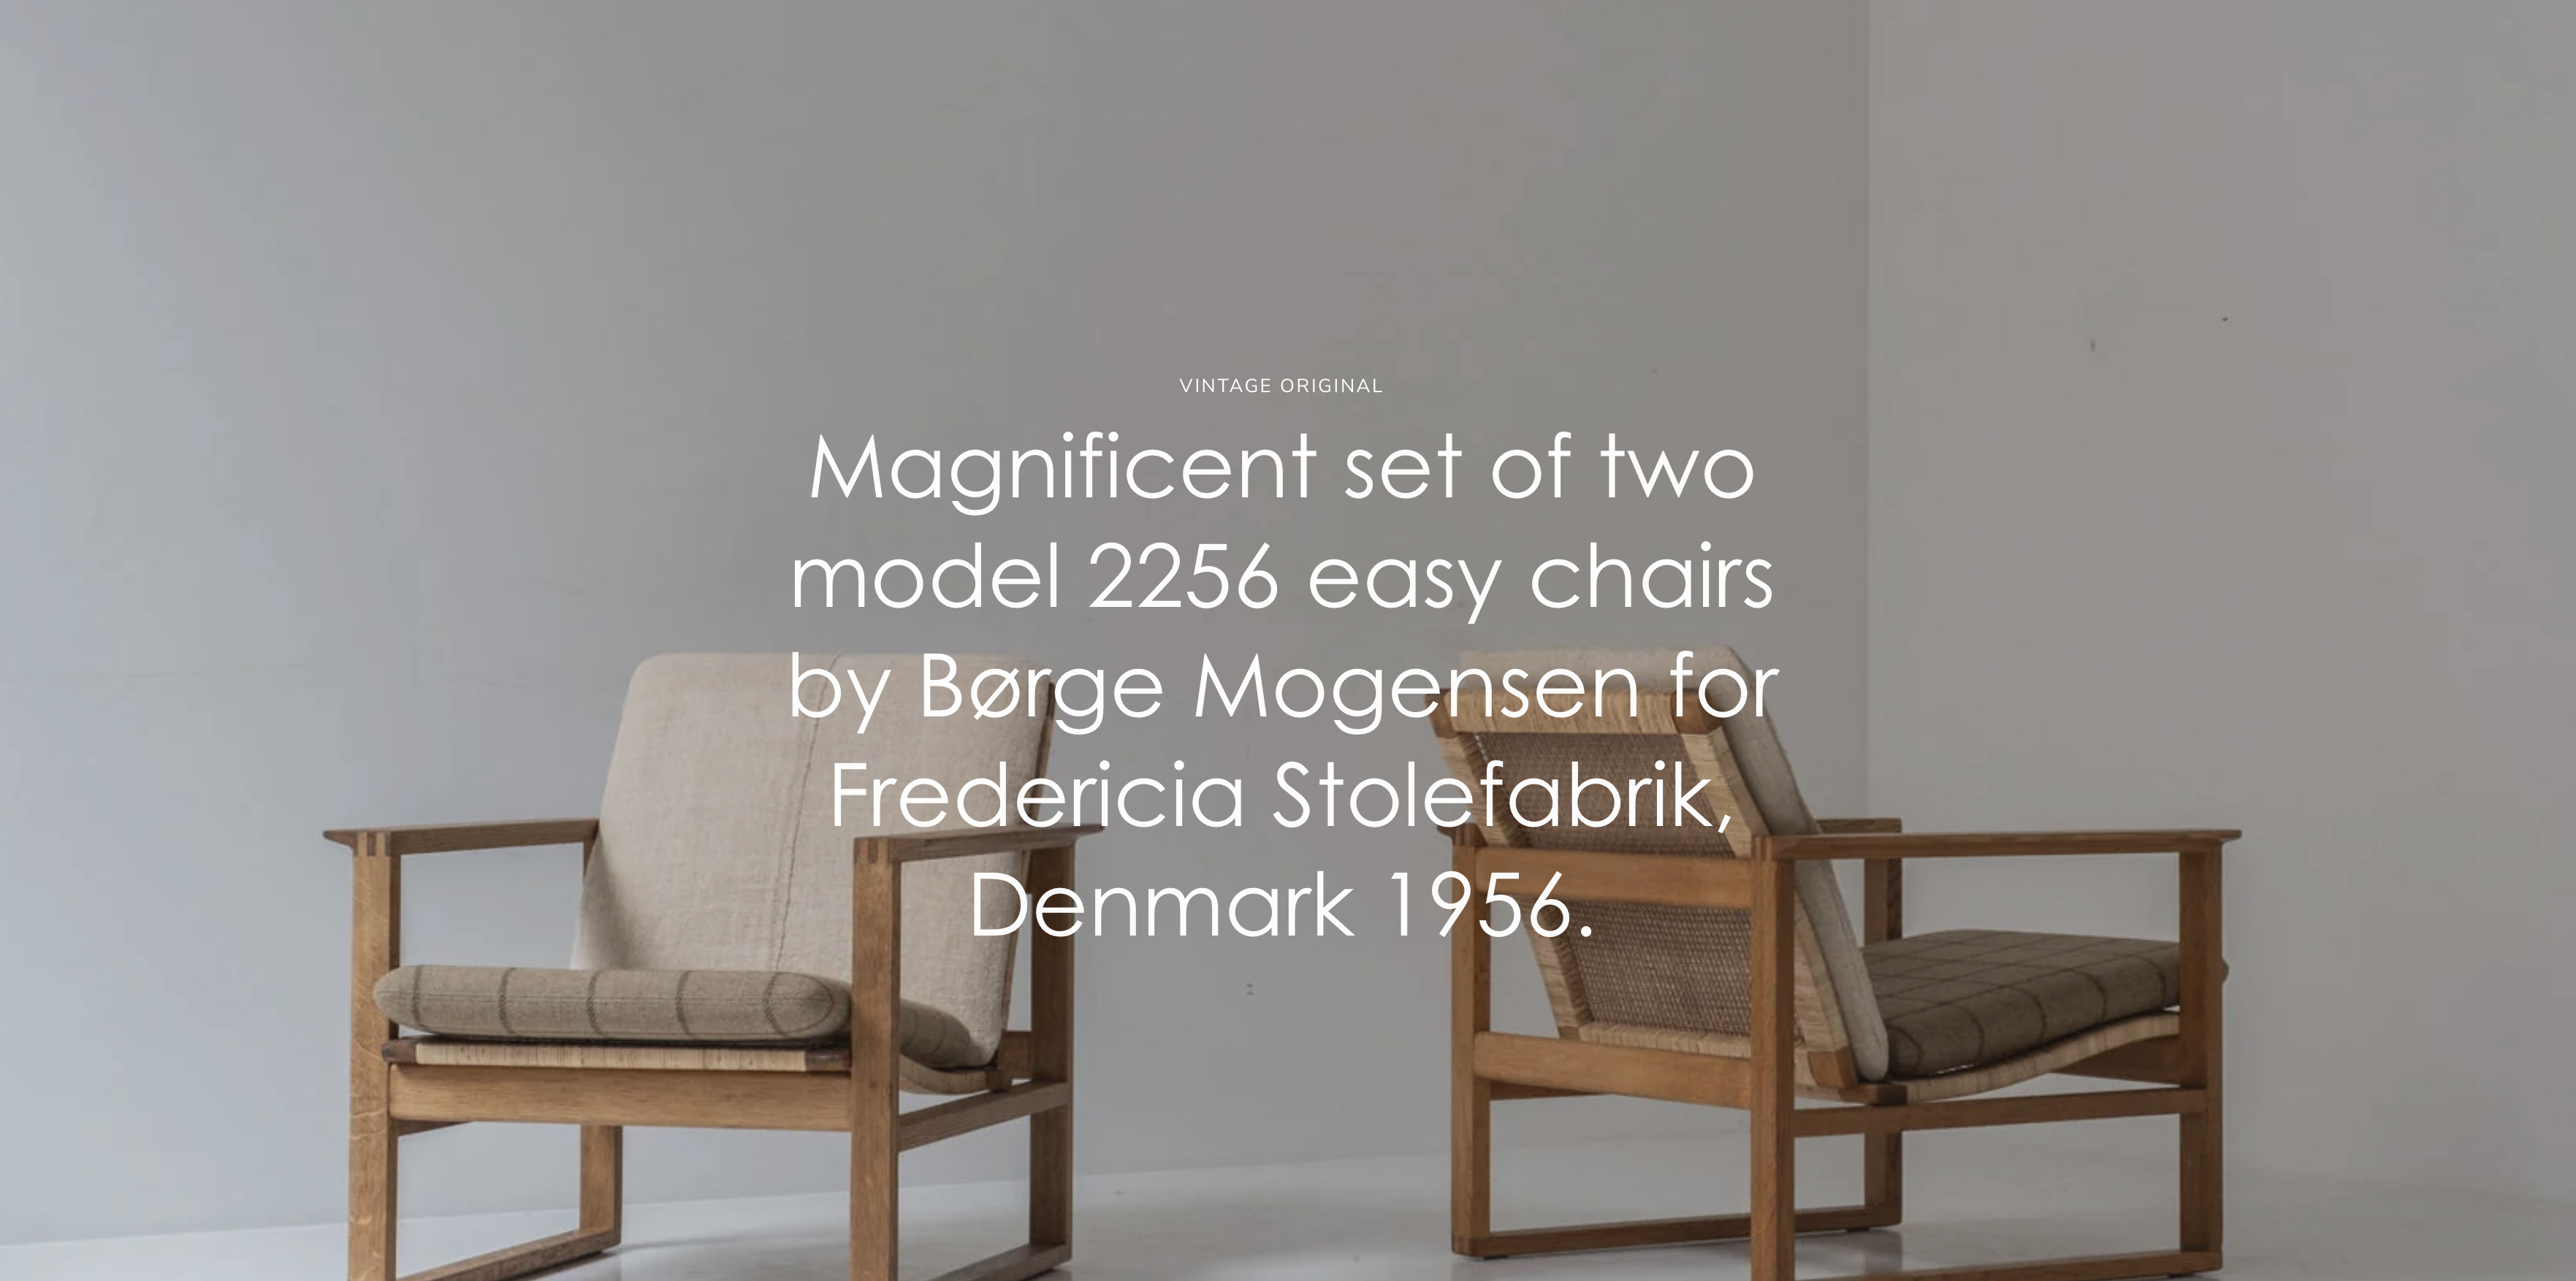 VINTAGE ORIGINAL
Magnificent set of two
model 2256 easy chairs
by Børge Mogensen for
Fredericia Stolefabrik,
Denmark 1956.